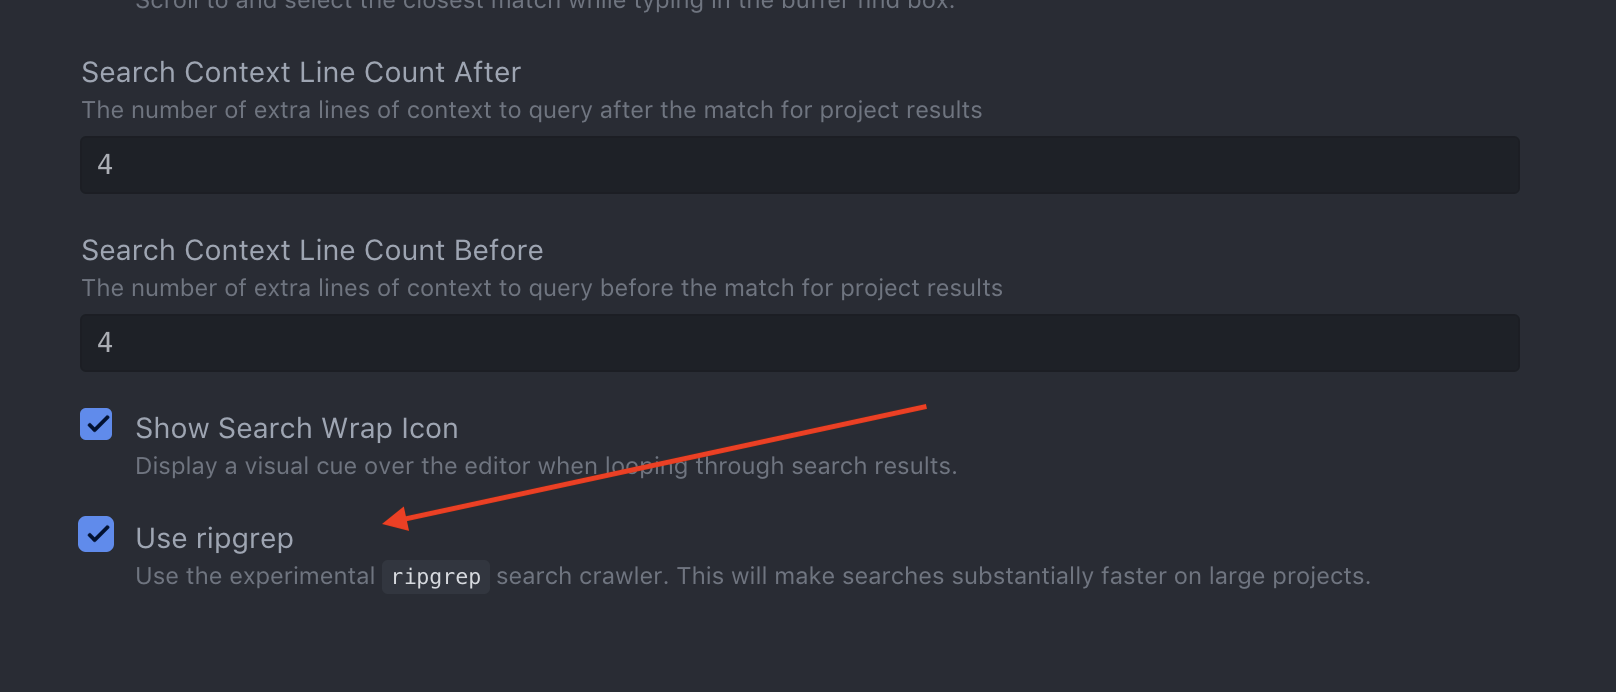 Scroll to and select the closest match while typing in the buffer find box.
Search Context Line Count After
The number of extra lines of context to query after the match for project results
4
Search Context Line Count Before
The number of extra lines of context to query before the match for project results
4
Show Search Wrap Icon
Display a visual cue over the editor when looping through search results.
Use ripgrep
Use the experimental ripgrep search crawler. This will make searches substantially faster on large projects.